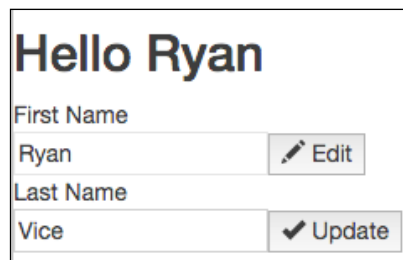 Hello Ryan
First Name
Ryan Edit
Last Name
Vice Update